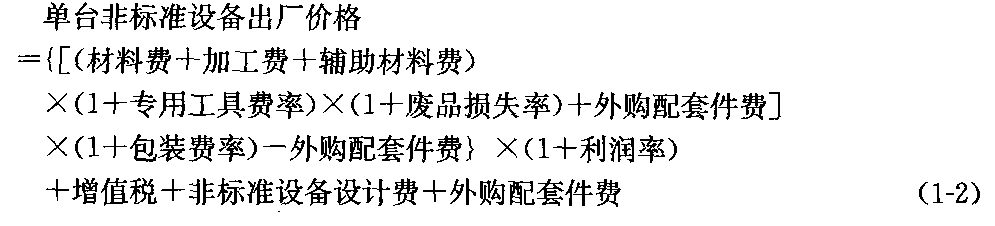 单台非标准设备出厂价格
={[(材料费+加工费+辅助材料费)
×(1+专用工具费率)×(1+废品损失率)+外购配套件费]
×(1+包装费率)-外购配套件费} ×(1+利润率)
+增值税+非标准设备设计费+外购配套件费 (1-2)